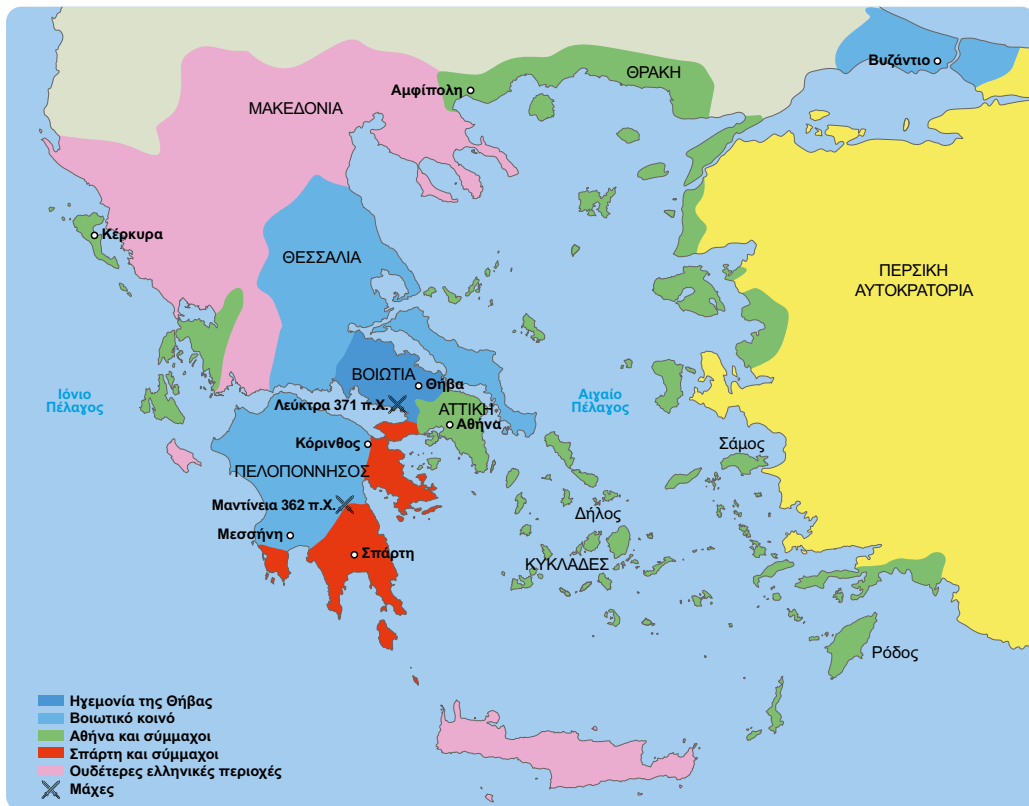 Βυζάντιο
ΘΡΑΚΗ
Αμφίπολη
ΜΑΚΕΔΟΝΙΑ
Κέρκυρα
ΘΕΣΣΑΛΙΑ
ΠΕΡΣΙΚΗ
ΑΥΤΟΚΡΑΤΟΡΙΑ
ΒΟΙΩΤΙΑ
Θήβα
Ιόνιο
Πέλαγος
Λεύκτρα 371 π.Χ.
ΑΤΤΙΚΗ
Αθήνα
Αιγαίο
Πέλαγος
Κόρινθος
Σάμος
ΠΕΛΟΠΟΝΝΗΣΟΣ
Μαντίνεια 362 π.Χ.
Δήλος
Μεσσήνη
Σπάρτη
ΚΥΚΛΑΔΕΣ
Ρόδος
Ηγεμονία της Θήβας
Βοιωτικό κοινό
Αθήνα και σύμμαχοι
Σπάρτη και σύμμαχοι
Ουδέτερες ελληνικές περιοχές
Μάχες